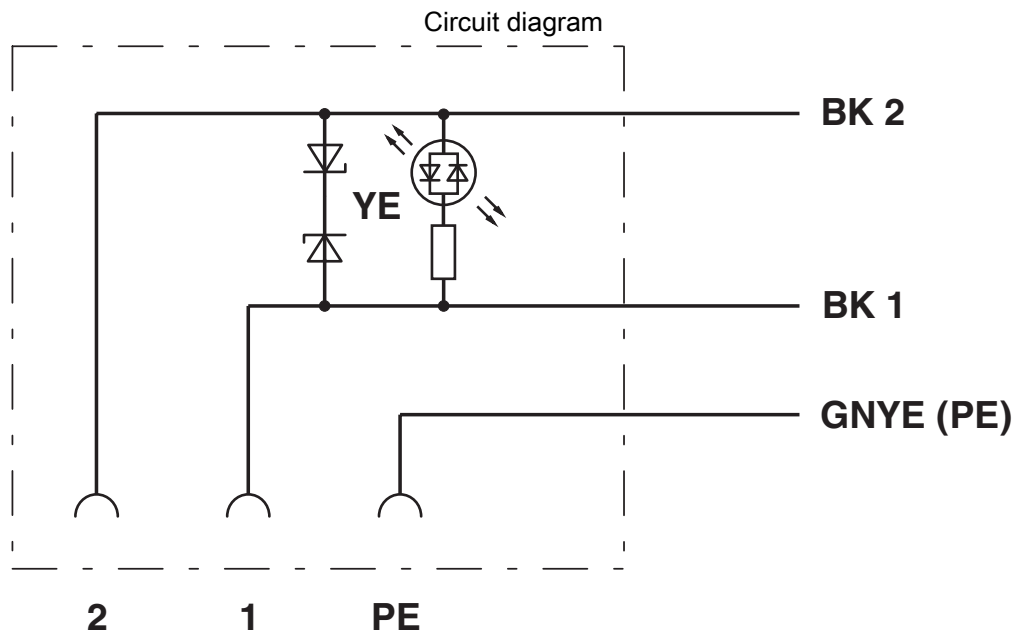 Circuit diagram
BK 2
YE
BK 1
GNYE (PE)
2 1 PE